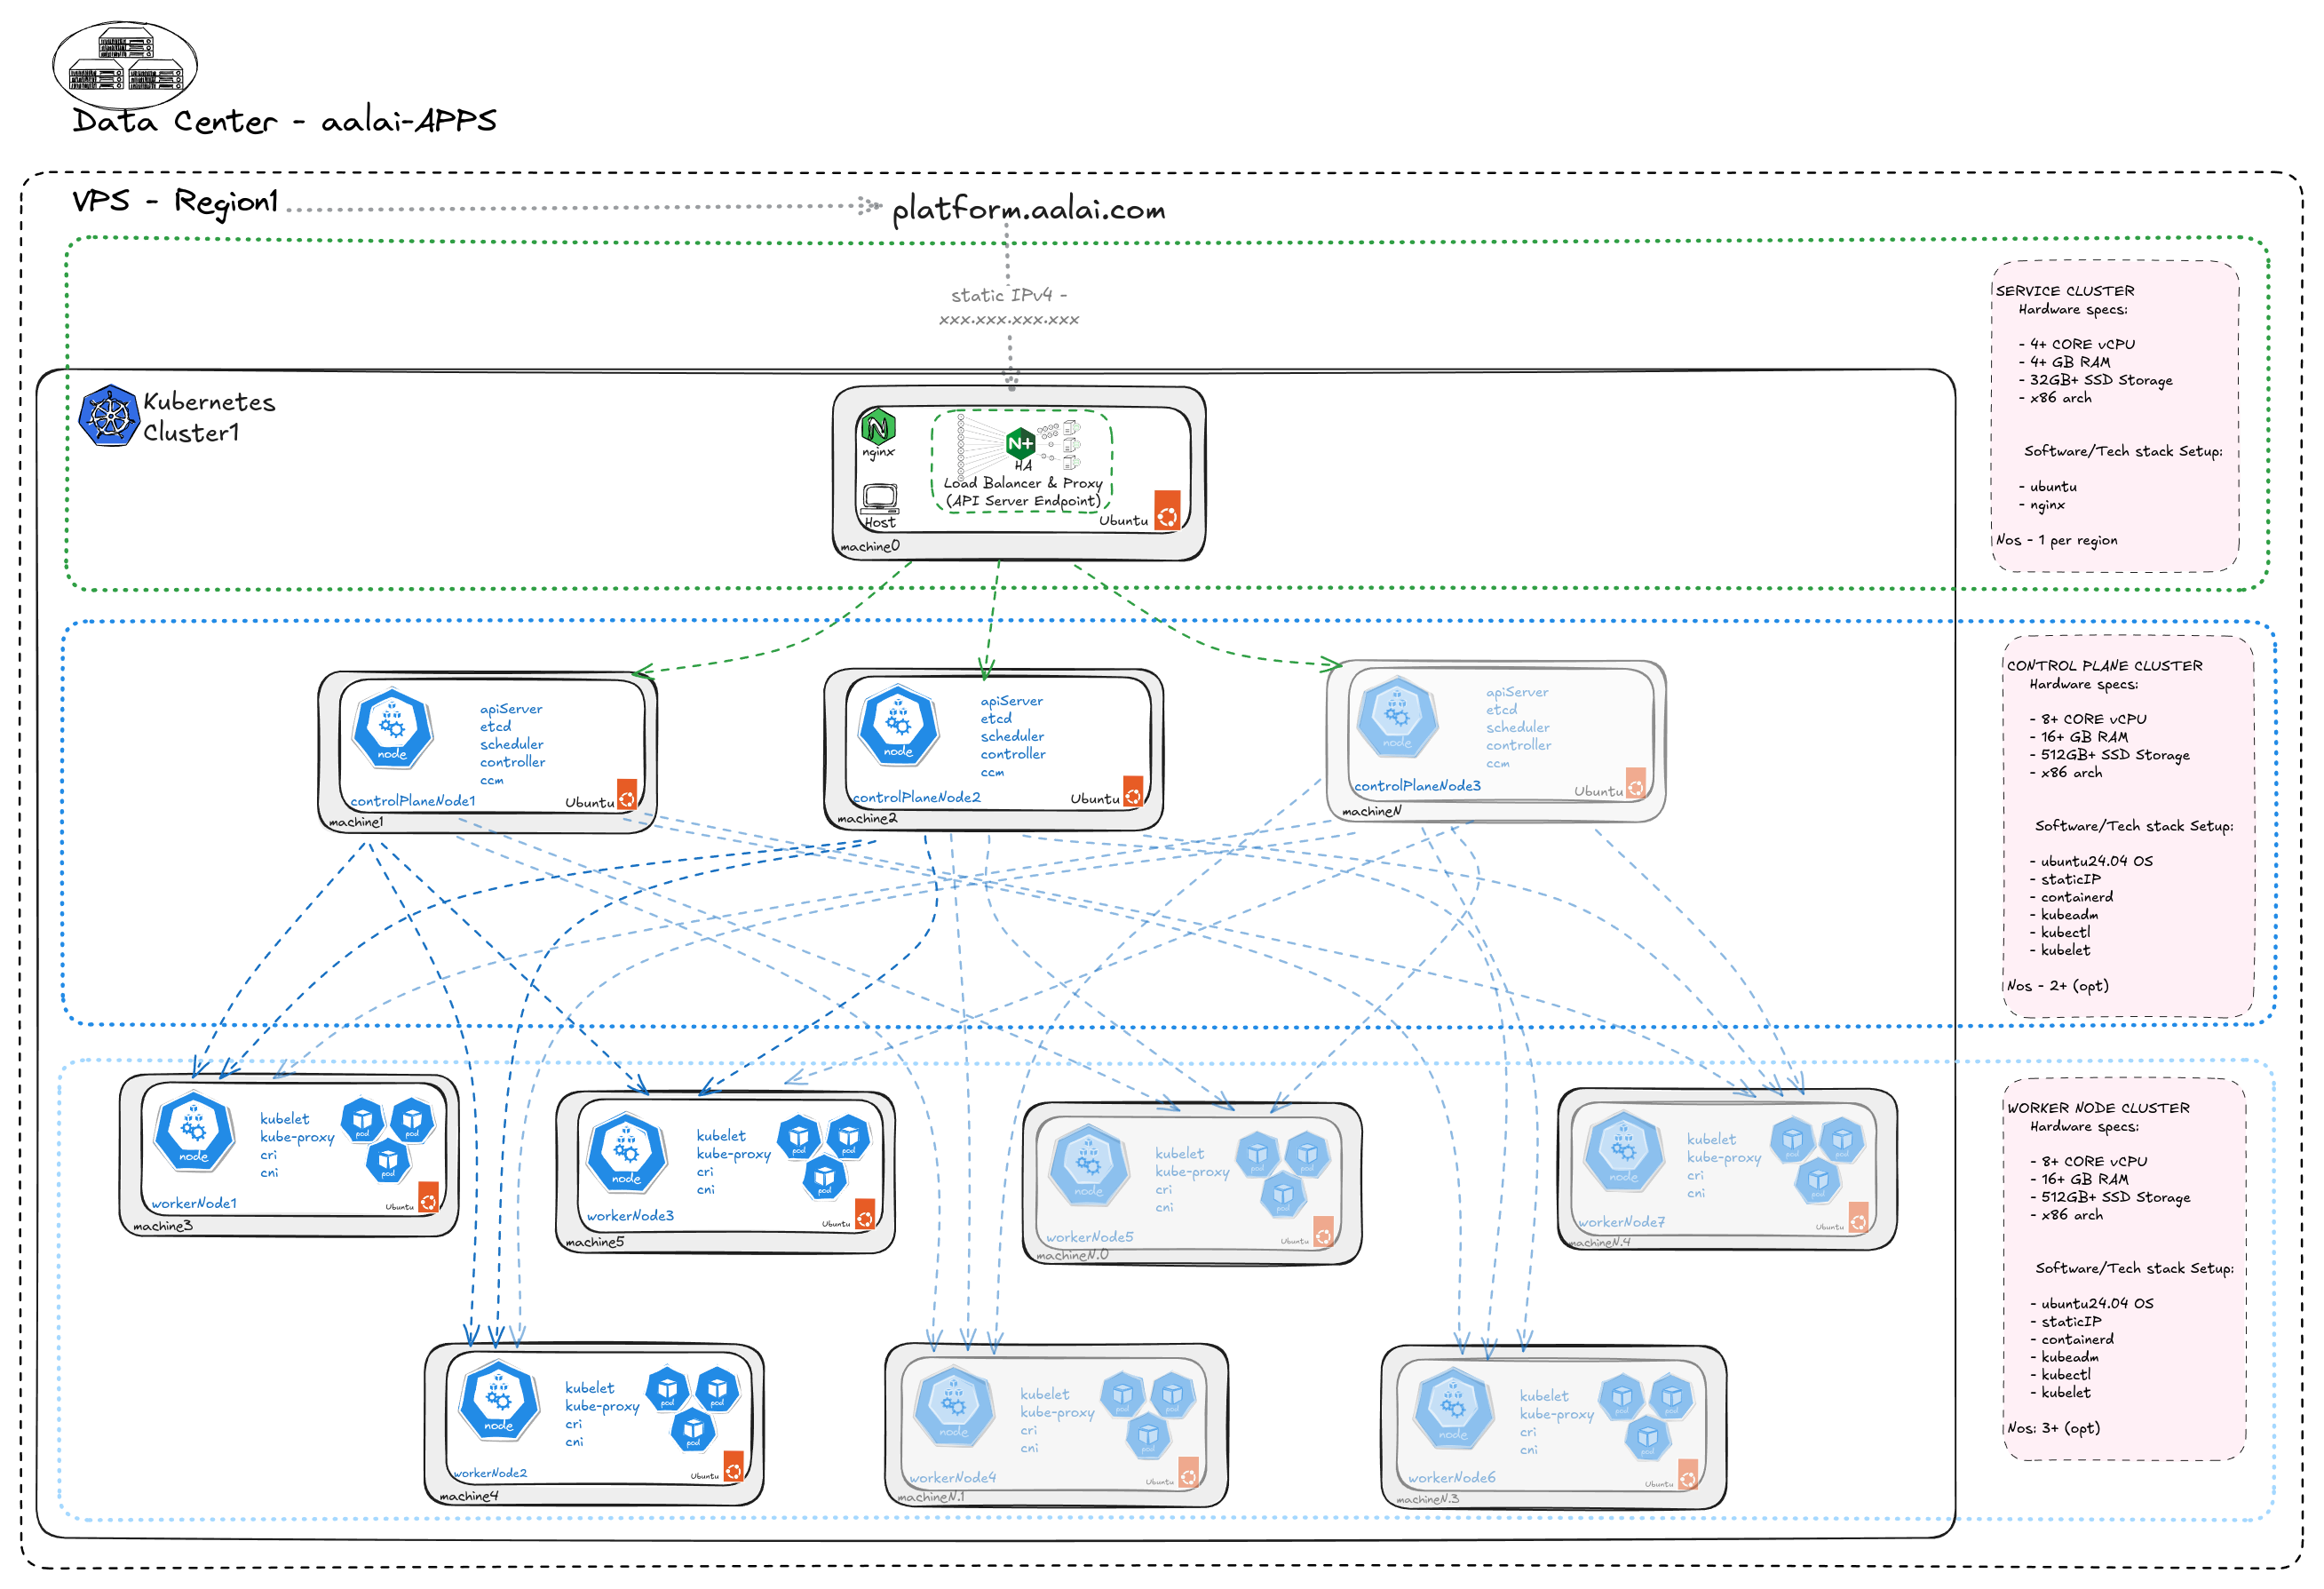 Data Center - aalai-APPS
VPS - Region1
platform.aalai.com
static IPv4 -
xxx.xxx.xxx.xxx
Kubernetes
Cluster1
nginx
N+
HA
Load Balancer & Proxy
(API Server Endpoint)
Host
Ubuntu
machine0
SERVICE CLUSTER
Hardware specs:
- 4+ CORE vCPU
- 4+ GB RAM
- 32GB+ SSD Storage
- x86 arch
Software/Tech stack Setup:
- ubuntu
- nginx
Nos - 1 per region
node
apiServer
etcd
scheduler
controller
ccm
controlPlaneNode1
Ubuntu
machine1
node
apiServer
etcd
scheduler
controller
ccm
controlPlaneNode2
Ubuntu
machine2
node
apiServer
etcd
scheduler
controller
ccm
controlPlaneNode3
Ubuntu
machineN
CONTROL PLANE CLUSTER
Hardware specs:
- 8+ CORE vCPU
- 16+ GB RAM
- 512GB+ SSD Storage
- x86 arch
Software/Tech stack Setup:
- ubuntu24.04 OS
- staticIP
- containerd
- kubeadm
- kubectl
- kubelet
Nos - 2+ (opt)
node
kubelet
kube-proxy
cri
cni
pod
pod
pod
workerNode1
Ubuntu
machine3
node
kubelet
kube-proxy
cri
cni
pod
pod
pod
workerNode3
Ubuntu
machine5
node
kubelet
kube-proxy
cri
cni
pod
pod
pod
workerNode5
Ubuntu
machineN.0
node
kubelet
kube-proxy
cri
cni
pod
pod
pod
workerNode7
Ubuntu
machineN.4
WORKER NODE CLUSTER
Hardware specs:
- 8+ CORE vCPU
- 16+ GB RAM
- 512GB+ SSD Storage
- x86 arch
Software/Tech stack Setup:
- ubuntu24.04 OS
- staticIP
- containerd
- kubeadm
- kubectl
- kubelet
Nos: 3+ (opt)
node
kubelet
kube-proxy
cri
cni
pod
pod
pod
workerNode2
Ubuntu
machine4
node
kubelet
kube-proxy
cri
cni
pod
pod
pod
workerNode4
Ubuntu
machineN.1
node
kubelet
kube-proxy
cri
cni
pod
pod
pod
workerNode6
Ubuntu
machineN.3